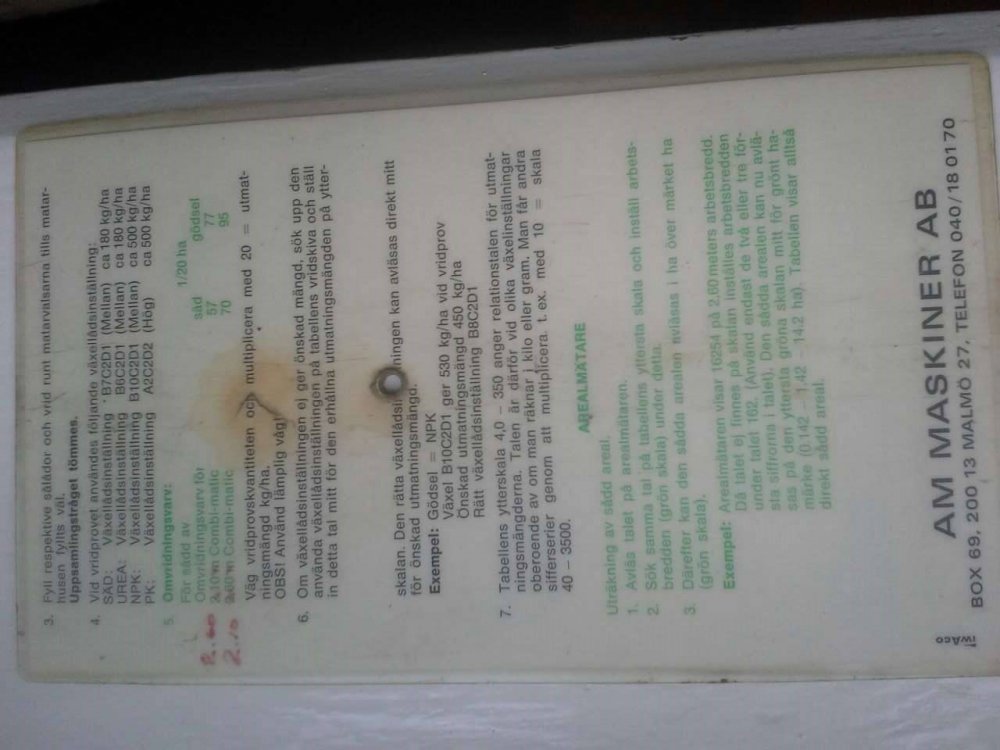 3. Fyll respektive sålådor och vrid runt matarvalsarna tills matar-
husen fyllts väl.
Uppsamlingstråget tömmes.
4. Vid vridprovet användes följande växellådsinställning:
SÄD: Växellådsinställning B7C2D1 (Mellan) ca 180 kg/ha
UREA: Växellådsinställning B6C2D1 (Mellan) ca 180 kg/ha
NPK: Växellådsinställning B10C2D1 (Mellan) ca 500 kg/ha
PK: Växellådsinställning A2C2D2 (Hög) ca 500 kg/ha
5. Omvridningsvarv:
För sådd av 1/20 ha
Omvridningsvarv för säd gödsel
2.60 m Combi-matic 57 77
2.10 m Combi-matic 70 95
Väg vridprovskvantiteten och multiplicera med 20 = utmat-
ningsmängd kg/ha.
OBS! Använd lämplig våg!
6. Om växellådsinställningen ej ger önskad mängd, sök upp den
använda växellådsinställningen på tabellens vridskiva och ställ
in detta tal mitt för den erhållna utmatningsmängden på ytter-
skalan. Den rätta växellådsi ningen kan avläsas direkt mitt
för önskad utmatningsmängd.
Exempel: Gödsel = NPK
Växel B10C2D1 ger 530 kg/ha vid vridprov
Önskad utmatningsmängd 450 kg/ha
Rätt växellådsinställning B8C2D1
7. Tabellens ytterskala 4,0 – 350 anger relationstalen för utmat-
ningsmängderna. Talen är därför vid olika växelinställningar
oberoende av om man räknar i kilo eller gram. Man får andra
sifferserier genom att multiplicera t. ex. med 10 = skala
40 – 3500.
AREALMÄTARE
Uträkning av sådd areal.
1. Avläs talet på arealmätaren.
2. Sök samma tal på tabellens yttersta skala och inställ arbets-
bredden (grön skala) under detta.
3. Därefter kan den sådda arealen avläsas i ha över märket ha
(grön skala).
Exempel: Arealmätaren visar 16254 på 2,60 meters arbetsbredd.
Då talet ej finnes på skalan inställes arbetsbredden
under talet 162. (Använd endast de två eller tre för-
sta siffrorna i talet). Den sådda arealen kan nu avlä-
sas på den yttersta gröna skalan mitt för grönt ha-
märke (0.142 – 1.42 – 14.2 ha). Tabellen visar alltså
direkt sådd areal.
AM MASKINER AB
BOX 69. 200 13 MALMÖ 27. TELEFON 040/18 01 70